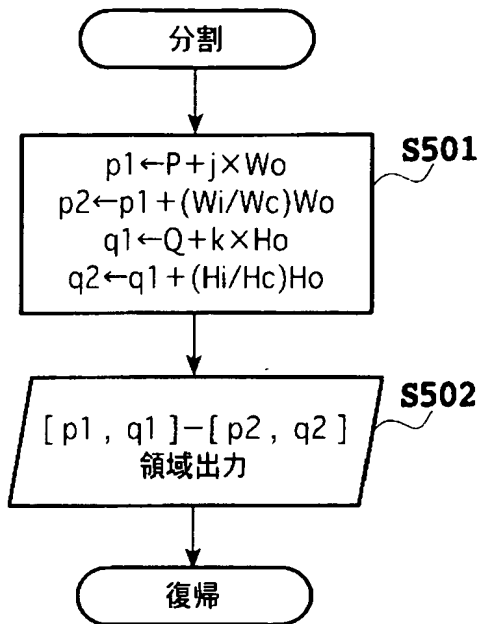 分割
S501
p1←P+j×Wo
p2←p1+(Wi/Wc)Wo
q1←Q+k×Ho
q2←q1+(Hi/Hc)Ho
S502
[p1, q1]-[p2, q2]
領域出力
復帰